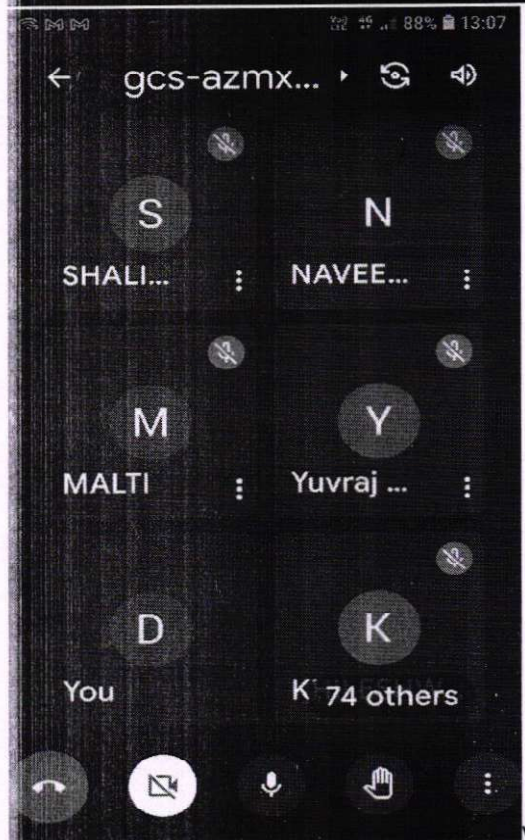 88% 13:07
gcs-azmx...
S N
SHALI... NAVEE...
M Y
MALTI Yuvraj ...
D K
You K 74 others